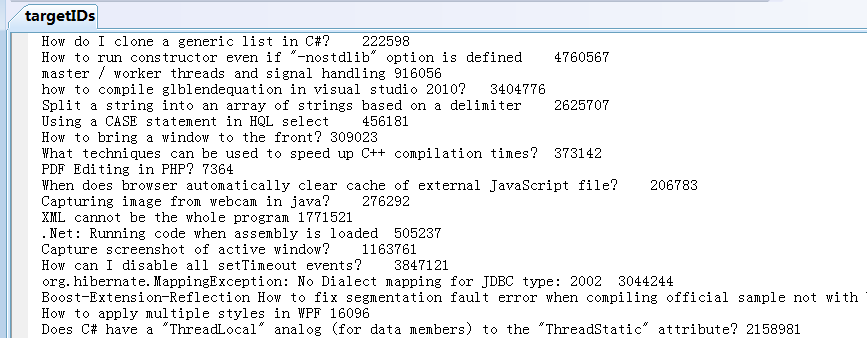 targetIDs
How do I clone a generic list in C#? 222598
How to run constructor even if "-nostdlib" option is defined 4760567
master / worker threads and signal handling 916056
how to compile glblendequation in visual studio 2010? 3404776
Split a string into an array of strings based on a delimiter 2625707
Using a CASE statement in HQL select 456181
How to bring a window to the front? 309023
What techniques can be used to speed up C++ compilation times? 373142
PDF Editing in PHP? 7364
When does browser automatically clear cache of external JavaScript file? 206783
Capturing image from webcam in java? 276292
XML cannot be the whole program 1771521
.Net: Running code when assembly is loaded 505237
Capture screenshot of active window? 1163761
How can I disable all setTimeout events? 3847121
org.hibernate.MappingException: No Dialect mapping for JDBC type: 2002 3044244
Boost-Extension-Reflection How to fix segmentation fault error when compiling official sample not with
How to apply multiple styles in WPF 16096
Does C# have a "ThreadLocal" analog (for data members) to the "ThreadStatic" attribute? 2158981